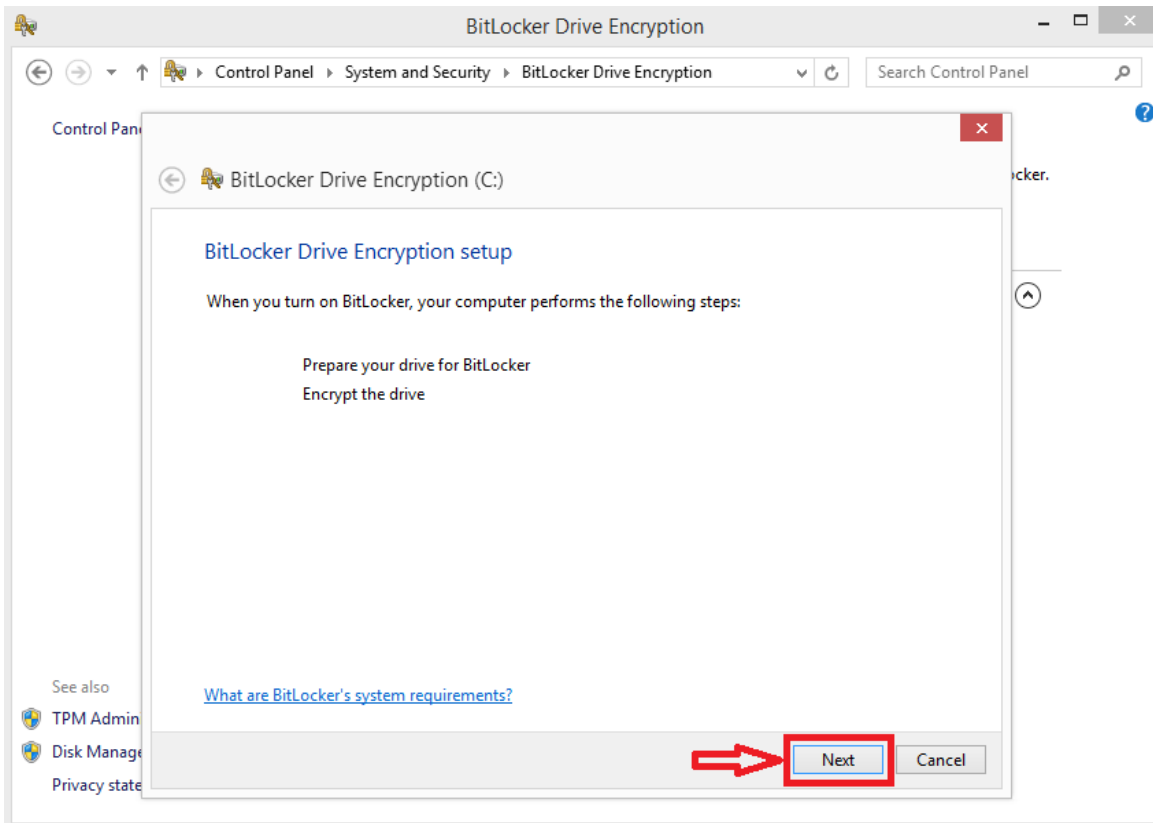 BitLocker Drive Encryption
Control Panel System and Security BitLocker Drive Encryption Search Control Panel
Control Pan
BitLocker Drive Encryption (C:)
ocker.
BitLocker Drive Encryption setup
When you turn on BitLocker, your computer performs the following steps:
Prepare your drive for BitLocker
Encrypt the drive
See also
What are BitLocker's system requirements?
TPM Admin
Disk Manage
Next Cancel
Privacy state